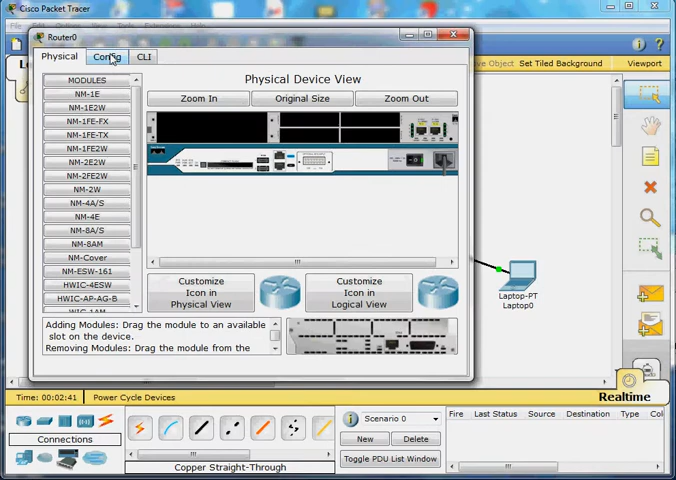 Cisco Packet Tracer
Router0
Physical
Config
CLI
Object
Set Tiled Background
Viewport
MODULES
NM-1E
NM-1E2W
NM-1FE-FX
NM-1FE-TX
NM-1FE2W
NM-2E2W
NM-2FE2W
NM-2W
NM-4A/S
NM-4E
NM-8A/S
NM-8AM
NM-Cover
NM-ESW-161
HWIC-4ESW
HWIC-AP-AG-B
WIC-1AM
Physical Device View
Zoom In
Original Size
Zoom Out
Customize
Icon in
Physical View
Customize
Icon in
Logical View
Adding Modules: Drag the module to an available
slot on the device.
Removing Modules: Drag the module from the
Laptop-PT
Laptop0
Time: 00:02:41
Power Cycle Devices
Realtime
Connections
Copper Straight-Through
Scenario 0
New
Delete
Toggle PDU List Window
Fire
Last Status
Source
Destination
Type